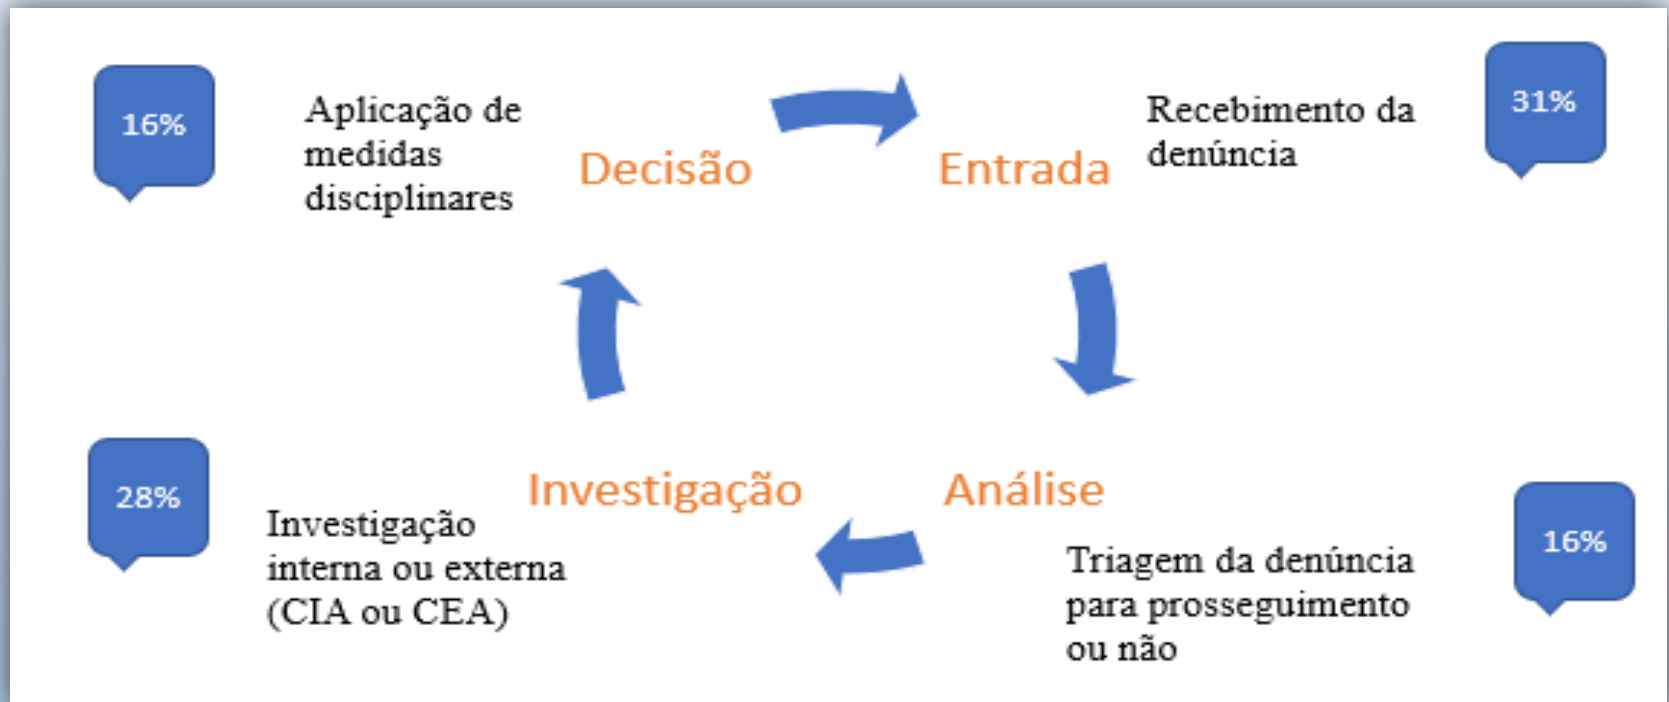 16%
Aplicação de
medidas
disciplinares
Decisão
Entrada
Recebimento da
denúncia
31%
28%
Investigação
Investigação
interna ou externa
(CIA ou CEA)
Análise
Triagem da denúncia
para prosseguimento
ou não
16%